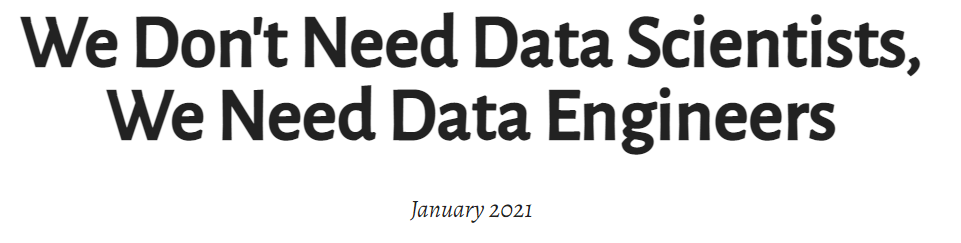 We Don't Need Data Scientists,
We Need Data Engineers
January 2021